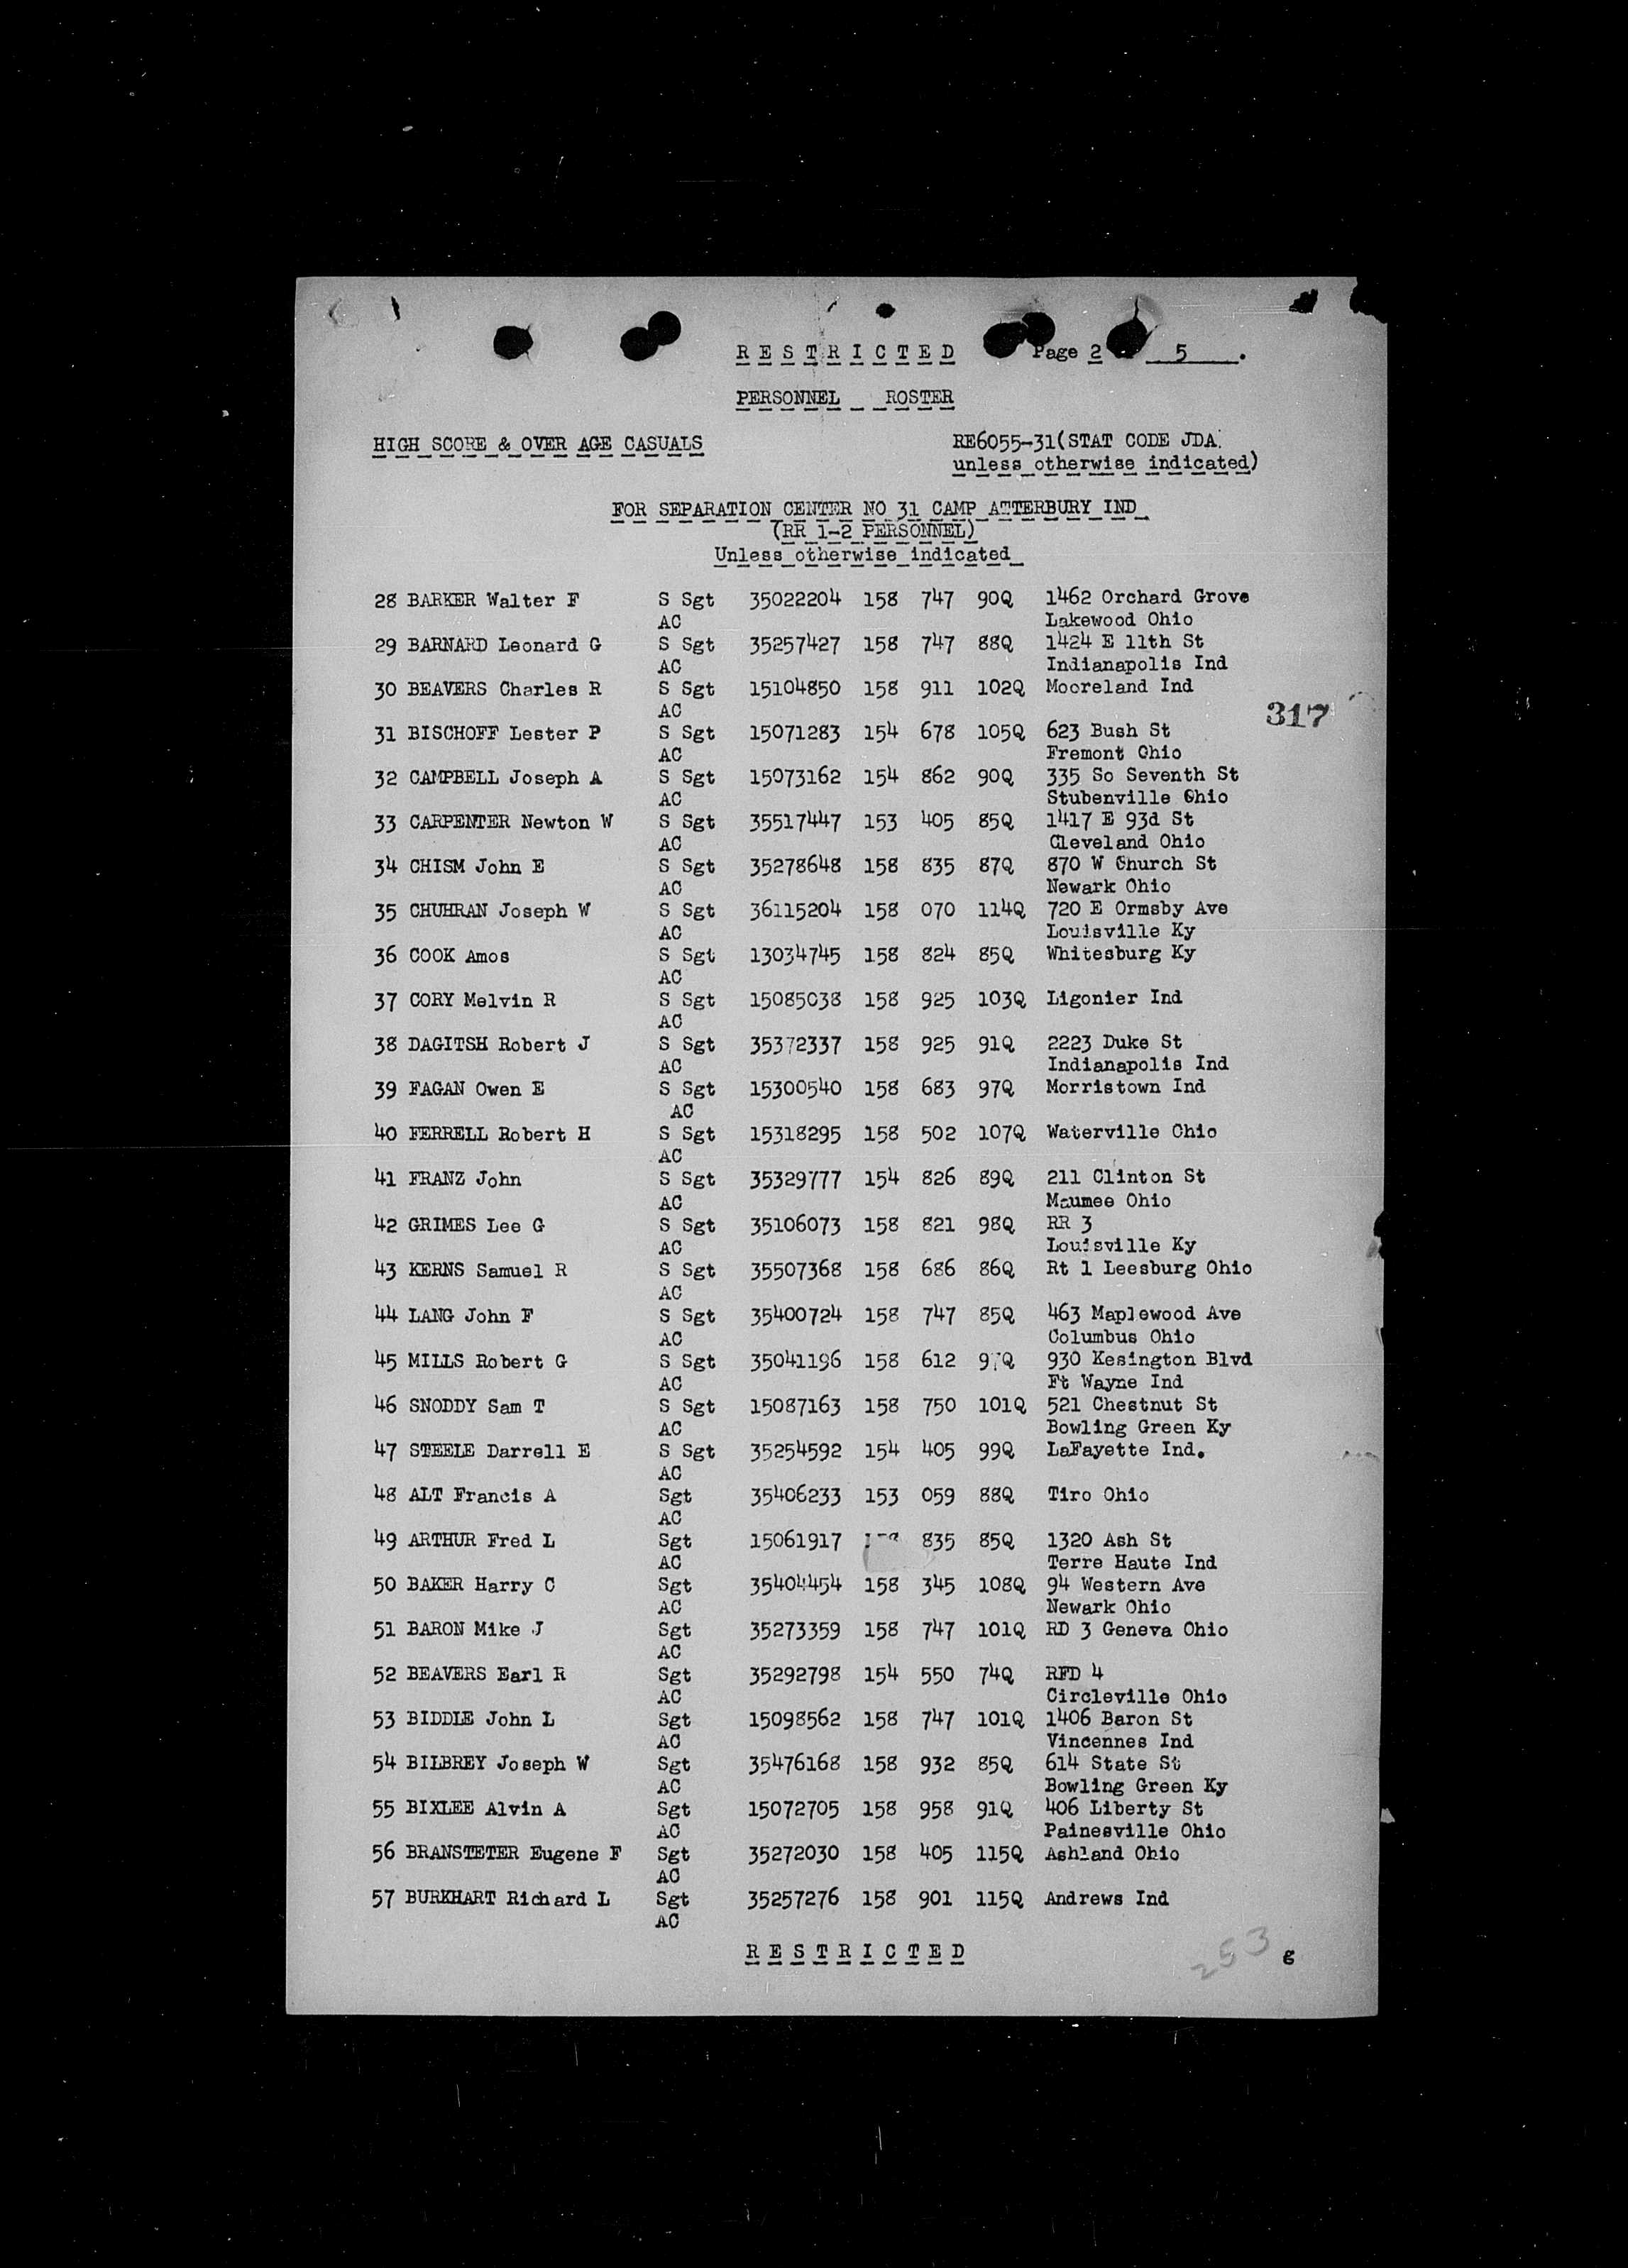 RESTRICTED Page 2 5 .
PERSONNEL ROSTER
HIGH SCORE & OVER AGE CASUALS RE6055-31(STAT CODE JDA
unless otherwise indicated)
FOR SEPARATION CENTER NO 31 CAMP ATTERBURY IND
(RR 1-2 PERSONNEL)
Unless otherwise indicated
28 BARKER Walter F S Sgt 35022204 158 747 90Q 1462 Orchard Grove
AC Lakewood Ohio
29 BARNARD Leonard G S Sgt 35257427 158 747 88Q 1424 E 11th St
AC Indianapolis Ind
30 BEAVERS Charles R S Sgt 15104850 158 911 102Q Mooreland Ind
AC
317
31 BISCHOFF Lester P S Sgt 15071283 154 678 105Q 623 Bush St
AC Fremont Ohio
32 CAMPBELL Joseph A S Sgt 15073162 154 862 90Q 335 So Seventh St
AC Stubenville Ohio
33 CARPENTER Newton W S Sgt 35517447 153 405 85Q 1417 E 93d St
AC Cleveland Ohio
34 CHISM John E S Sgt 35278648 158 835 87Q 870 W Church St
AC Newark Ohio
35 CHUHRAN Joseph W S Sgt 36115204 158 070 114Q 720 E Ormsby Ave
AC Louisville Ky
36 COOK Amos S Sgt 13034745 158 824 85Q Whitesburg Ky
AC
37 CORY Melvin R S Sgt 15085038 158 925 103Q Ligonier Ind
AC
38 DAGITSH Robert J S Sgt 35372337 158 925 91Q 2223 Duke St
AC Indianapolis Ind
39 FAGAN Owen E S Sgt 15300540 158 683 97Q Morristown Ind
AC
40 FERRELL Robert H S Sgt 15318295 158 502 107Q Waterville Ohio
AC
41 FRANZ John S Sgt 35329777 154 826 89Q 211 Clinton St
AC Maumee Ohio
42 GRIMES Lee G S Sgt 35106073 158 821 98Q RR 3
AC Louisville Ky
43 KERNS Samuel R S Sgt 35507368 158 686 86Q Rt 1 Leesburg Ohio
AC
44 LANG John F S Sgt 35400724 158 747 85Q 463 Maplewood Ave
AC Columbus Ohio
45 MILLS Robert G S Sgt 35041196 158 612 97Q 930 Kesington Blvd
AC Ft Wayne Ind
46 SNODDY Sam T S Sgt 15087163 158 750 101Q 521 Chestnut St
AC Bowling Green Ky
47 STEELE Darrell E S Sgt 35254592 154 405 99Q LaFayette Ind.
AC
48 ALT Francis A Sgt 35406233 153 059 88Q Tiro Ohio
AC
49 ARTHUR Fred L Sgt 15061917 835 85Q 1320 Ash St
AC Terre Haute Ind
50 BAKER Harry C Sgt 35404454 158 345 108Q 94 Western Ave
AC Newark Ohio
51 BARON Mike J Sgt 35273359 158 747 101Q RD 3 Geneva Ohio
AC
52 BEAVERS Earl R Sgt 35292798 154 550 74Q RFD 4
AC Circleville Ohio
53 BIDDLE John L Sgt 15098562 158 747 101Q 1406 Baron St
AC Vincennes Ind
54 BILBREY Joseph W Sgt 35476168 158 932 85Q 614 State St
AC Bowling Green Ky
55 BIXLEE Alvin A Sgt 15072705 158 958 91Q 406 Liberty St
AC Painesville Ohio
56 BRANSTETER Eugene F Sgt 35272030 158 405 115Q Ashland Ohio
AC
57 BURKHART Richard L Sgt 35257276 158 901 115Q Andrews Ind
AC
RESTRICTED 253 g